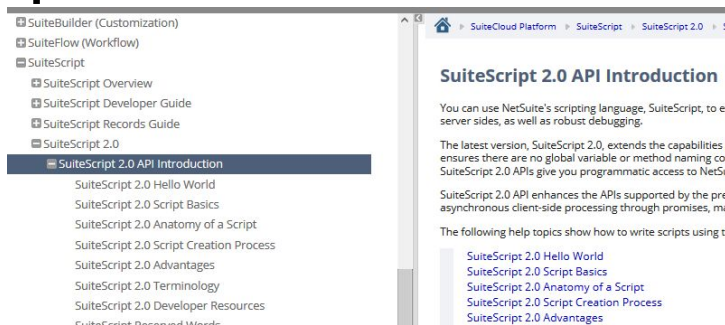 SuiteBuilder (Customization)
SuiteFlow (Workflow)
SuiteScript
SuiteScript Overview
SuiteScript Developer Guide
SuiteScript Records Guide
SuiteScript 2.0
SuiteScript 2.0 API Introduction
SuiteScript 2.0 Hello World
SuiteScript 2.0 Script Basics
SuiteScript 2.0 Anatomy of a Script
SuiteScript 2.0 Script Creation Process
SuiteScript 2.0 Advantages
SuiteScript 2.0 Terminology
SuiteScript 2.0 Developer Resources
SuiteScript Reserved Words
SuiteCloud Platform SuiteScript SuiteScript 2.0
SuiteScript 2.0 API Introduction
You can use NetSuite's scripting language, SuiteScript, to
server sides, as well as robust debugging.
The latest version, SuiteScript 2.0, extends the capabilities
ensures there are no global variable or method naming
SuiteScript 2.0 APIs give you programmatic access to
SuiteScript 2.0 API enhances the APIs supported by the
asynchronous client-side processing through promises,
The following help topics show how to write scripts using
SuiteScript 2.0 Hello World
SuiteScript 2.0 Script Basics
SuiteScript 2.0 Anatomy of a Script
SuiteScript 2.0 Script Creation Process
SuiteScript 2.0 Advantages